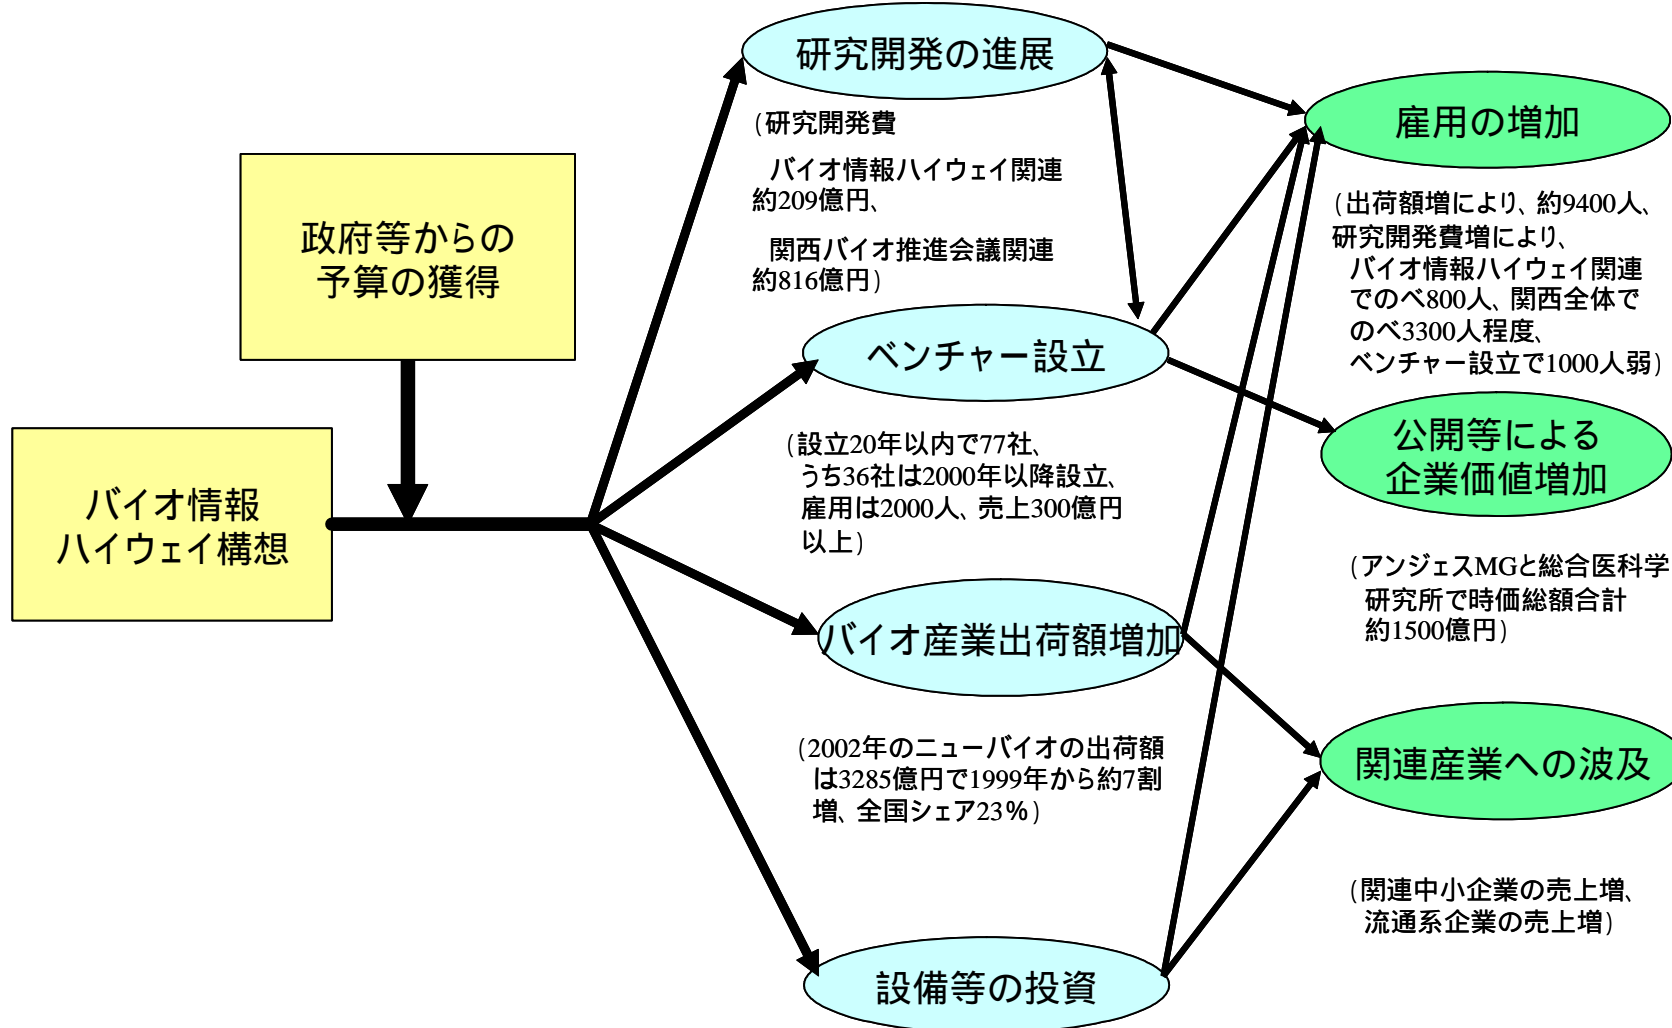 政府等からの
予算の獲得
バイオ情報
ハイウェイ構想
研究開発の進展
(研究開発費
バイオ情報ハイウェイ関連
約209億円、
関西バイオ推進会議関連
約816億円)
ベンチャー設立
(設立20年以内で77社、
うち36社は2000年以降設立、
雇用は2000人、売上300億円
以上)
バイオ産業出荷額増加
(2002年のニューバイオの出荷額
は3285億円で1999年から約7割
増、全国シェア23%)
設備等の投資
雇用の増加
(出荷額増により、約9400人、
研究開発費増により、
バイオ情報ハイウェイ関連
でのべ800人、関西全体で
のべ3300人程度、
ベンチャー設立で1000人弱)
公開等による
企業価値増加
(アンジェスMGと総合医科学
研究所で時価総額合計
約1500億円)
関連産業への波及
(関連中小企業の売上増、
流通系企業の売上増)